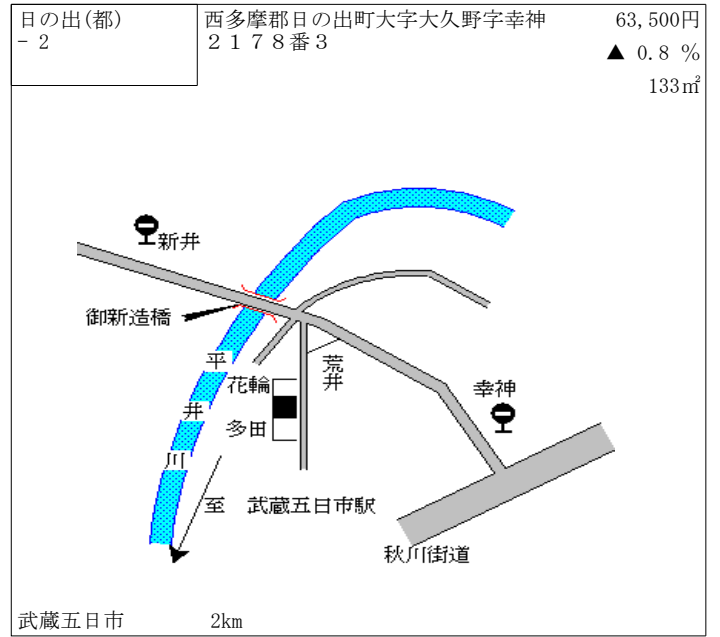 日の出(都)
- 2
西多摩郡日の出町大字大久野字幸神
２１７８番3
63,500円
▲ 0.8 %
133㎡
新井
御新造橋
平井川
花輪
多田
荒井
幸神
至 武蔵五日市駅
秋川街道
武蔵五日市 2km